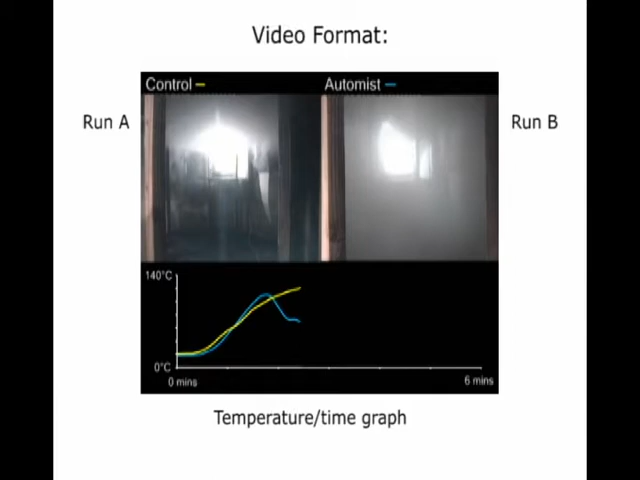 Video Format:
Control
Automist
Run A
Run B
140°C
0°C
0 mins
6 mins
Temperature/time graph